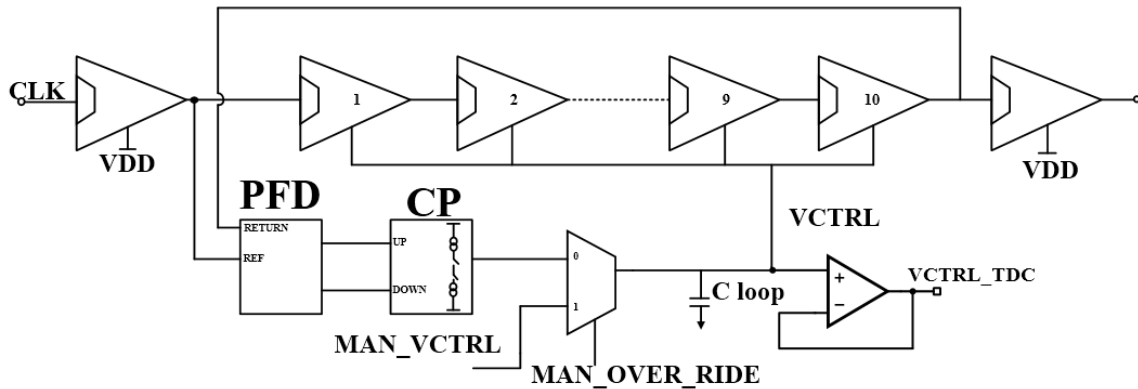 CLK
1
2
9
10
VDD
VDD
PFD
CP
RETURN
REF
UP
DOWN
0
1
VCTRL
C loop
+
−
VCTRL_TDC
MAN_VCTRL
MAN_OVER_RIDE